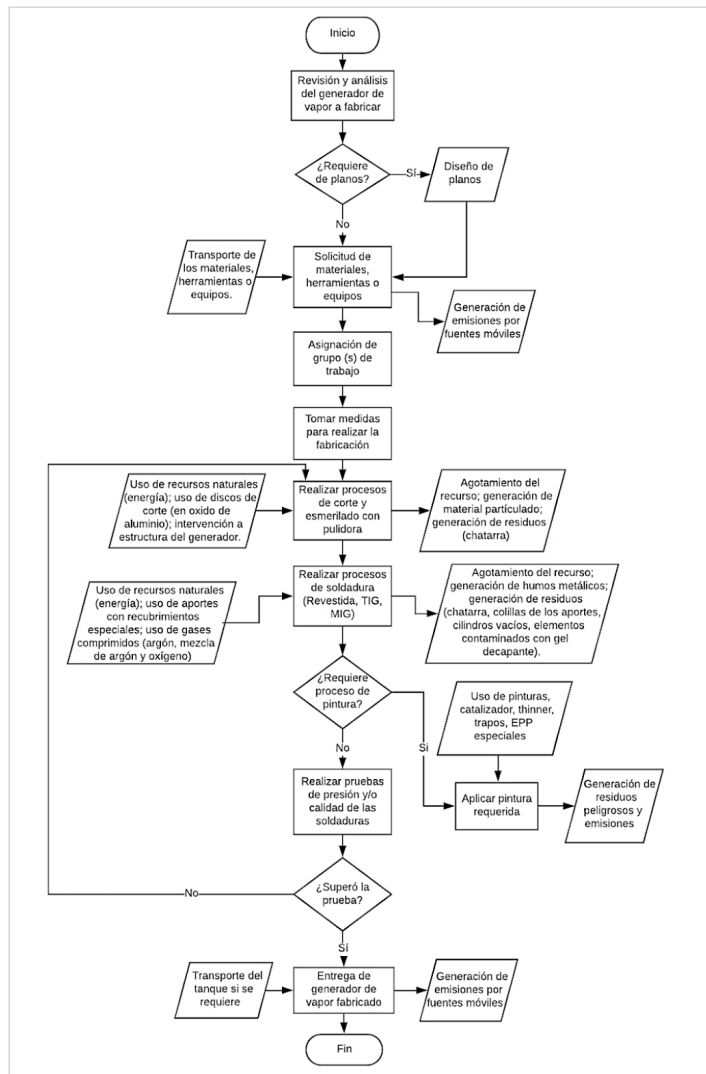 Inicio
Revisión y análisis
del generador de
vapor a fabricar
¿Requiere
de planos?
Sí
Diseño de
planos
No
Transporte de
los materiales,
herramientas o
equipos.
Solicitud de
materiales,
herramientas o
equipos
Generación de
emisiones por
fuentes móviles
Asignación de
grupo (s) de
trabajo
Tomar medidas
para realizar la
fabricación
Uso de recursos naturales
(energía); uso de discos de
corte (en oxido de
aluminio); intervención a
estructura del generador.
Realizar procesos
de corte y
esmerilado con
pulidora
Agotamiento del
recurso; generación de
material partículado;
generación de residuos
(chatarra)
Uso de recursos naturales
(energía); uso de aportes
con recubrimientos
especiales; uso de gases
comprimidos (argón, mezcla
de argón y oxígeno)
Realizar procesos
de soldadura
(Revestida, TIG,
MIG)
Agotamiento del recurso;
generación de humos metálicos;
generación de residuos
(chatarra, colillas de los aportes,
cilindros vacíos, elementos
contaminados con gel
decapante).
¿Requiere
proceso de
pintura?
Si
No
Uso de pinturas,
catalizador, thinner,
trapos, EPP
especiales
Realizar pruebas
de presión y/o
calidad de las
soldaduras
Aplicar pintura
requerida
Generación de
residuos
peligrosos y
emisiones
¿Superó la
prueba?
No
Sí
Transporte del
tanque si se
requiere
Entrega de
generador de
vapor fabricado
Generación de
emisiones por
fuentes móviles
Fin